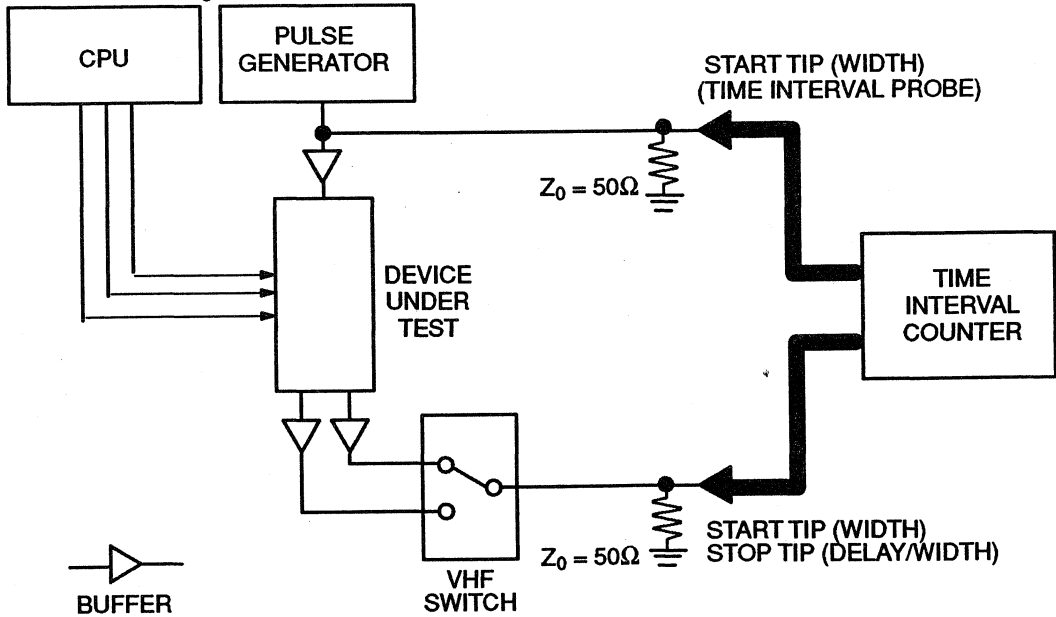 CPU
PULSE
GENERATOR
START TIP (WIDTH)
(TIME INTERVAL PROBE)
Z0 = 50Ω
DEVICE
UNDER
TEST
TIME
INTERVAL
COUNTER
START TIP (WIDTH)
STOP TIP (DELAY/WIDTH)
Z0 = 50Ω
VHF
SWITCH
BUFFER